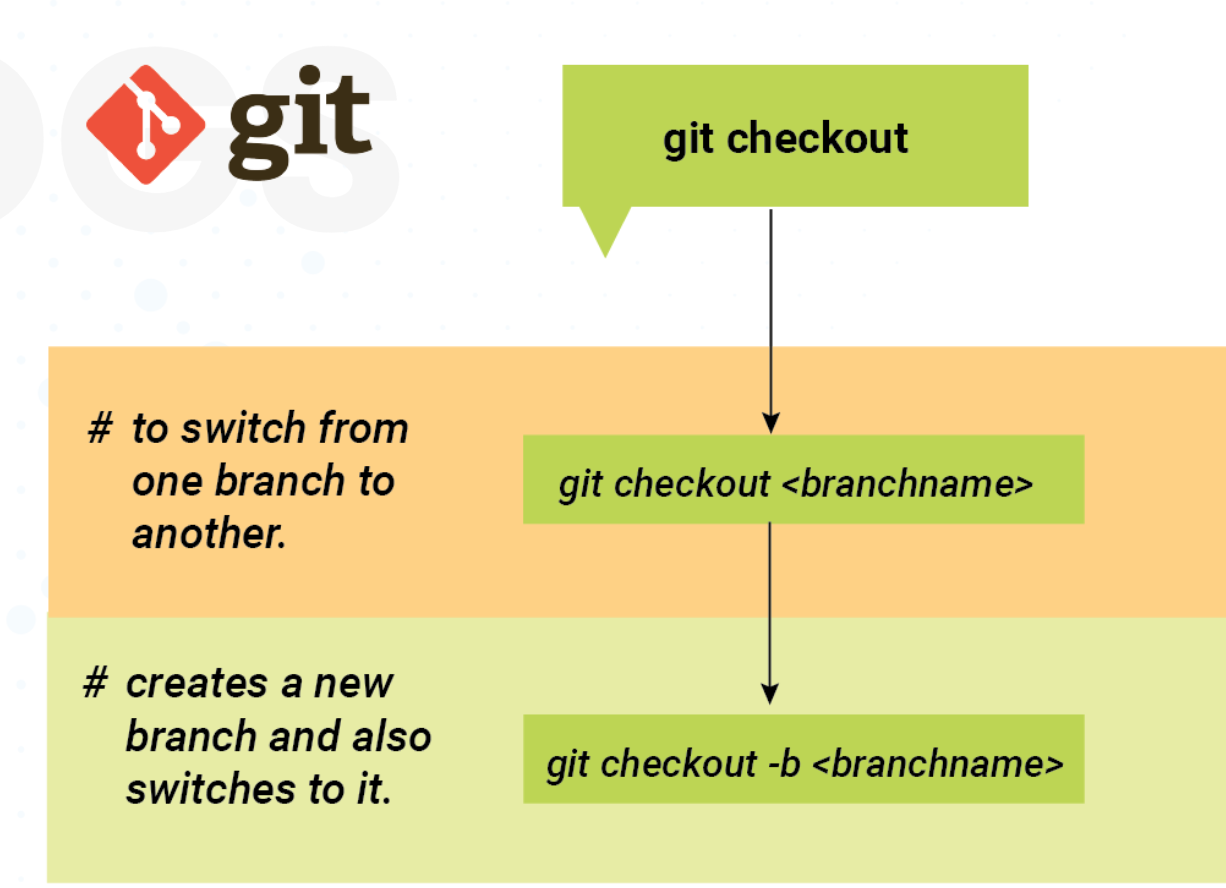 git
git checkout
# to switch from
one branch to
another.
git checkout <branchname>
# creates a new
branch and also
switches to it.
git checkout -b <branchname>